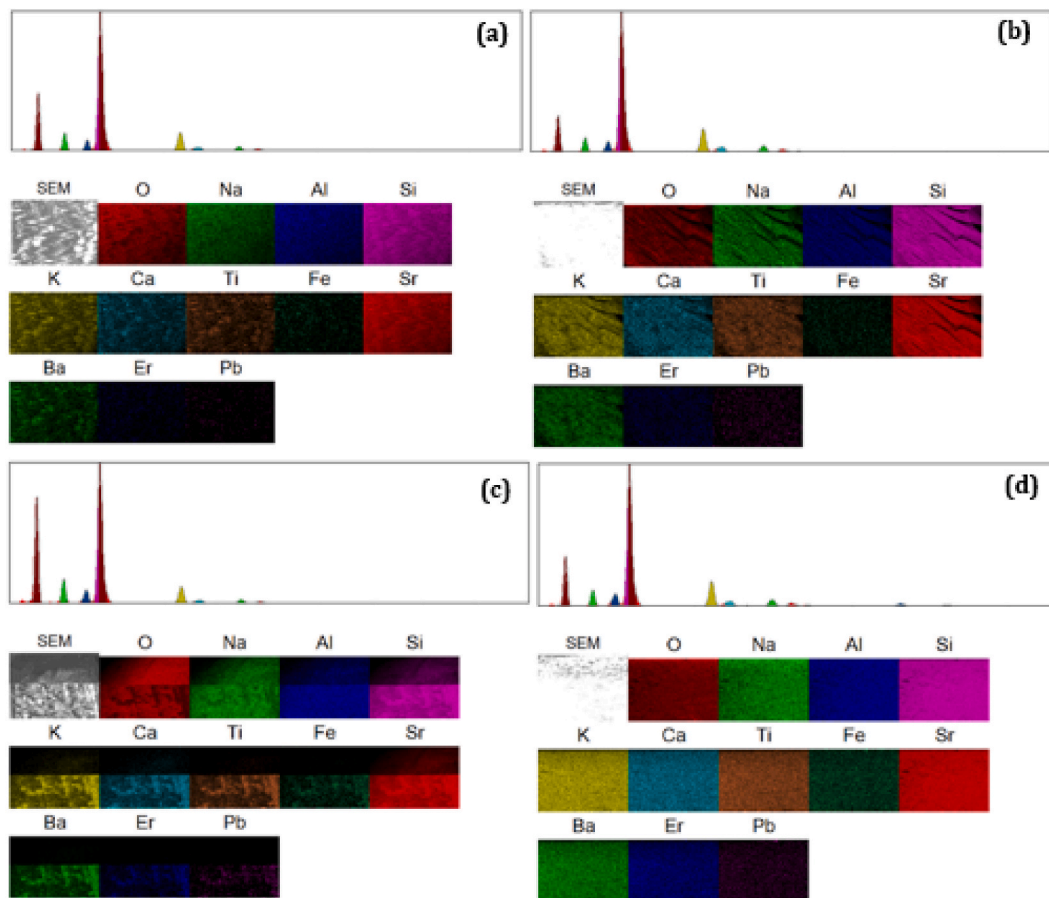 (a)
SEM O Na Al Si
K Ca Ti Fe Sr
Ba Er Pb
(b)
SEM O Na Al Si
K Ca Ti Fe Sr
Ba Er Pb
(c)
SEM O Na Al Si
K Ca Ti Fe Sr
Ba Er Pb
(d)
SEM O Na Al Si
K Ca Ti Fe Sr
Ba Er Pb